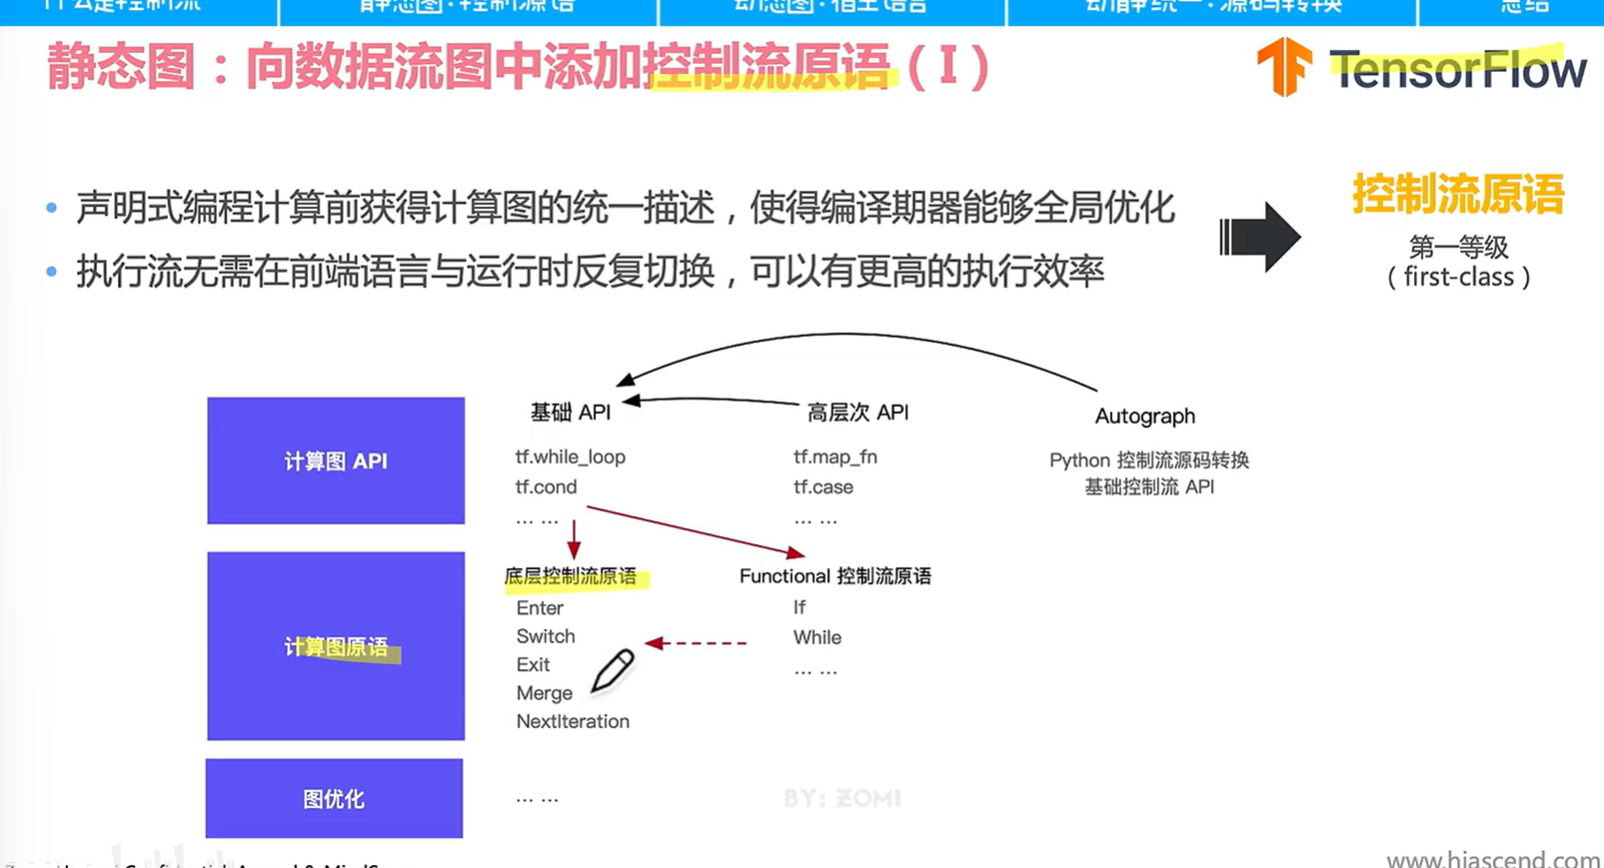 什么是控制流
静态图:控制源语
动态图:宿主语言
动静统一:源码转换
总结
静态图：向数据流图中添加控制流原语（I）
TensorFlow
• 声明式编程计算前获得计算图的统一描述，使得编译期器能够全局优化
• 执行流无需在前端语言与运行时反复切换，可以有更高的执行效率
控制流原语
第一等级
（first-class）
计算图 API
基础 API
tf.while_loop
tf.cond
... ...
高层次 API
tf.map_fn
tf.case
... ...
Autograph
Python 控制流源码转换
基础控制流 API
计算图原语
底层控制流原语
Enter
Switch
Exit
Merge
NextIteration
Functional 控制流原语
If
While
... ...
图优化
... ...
BY: ZOMI
www.hiascend.com